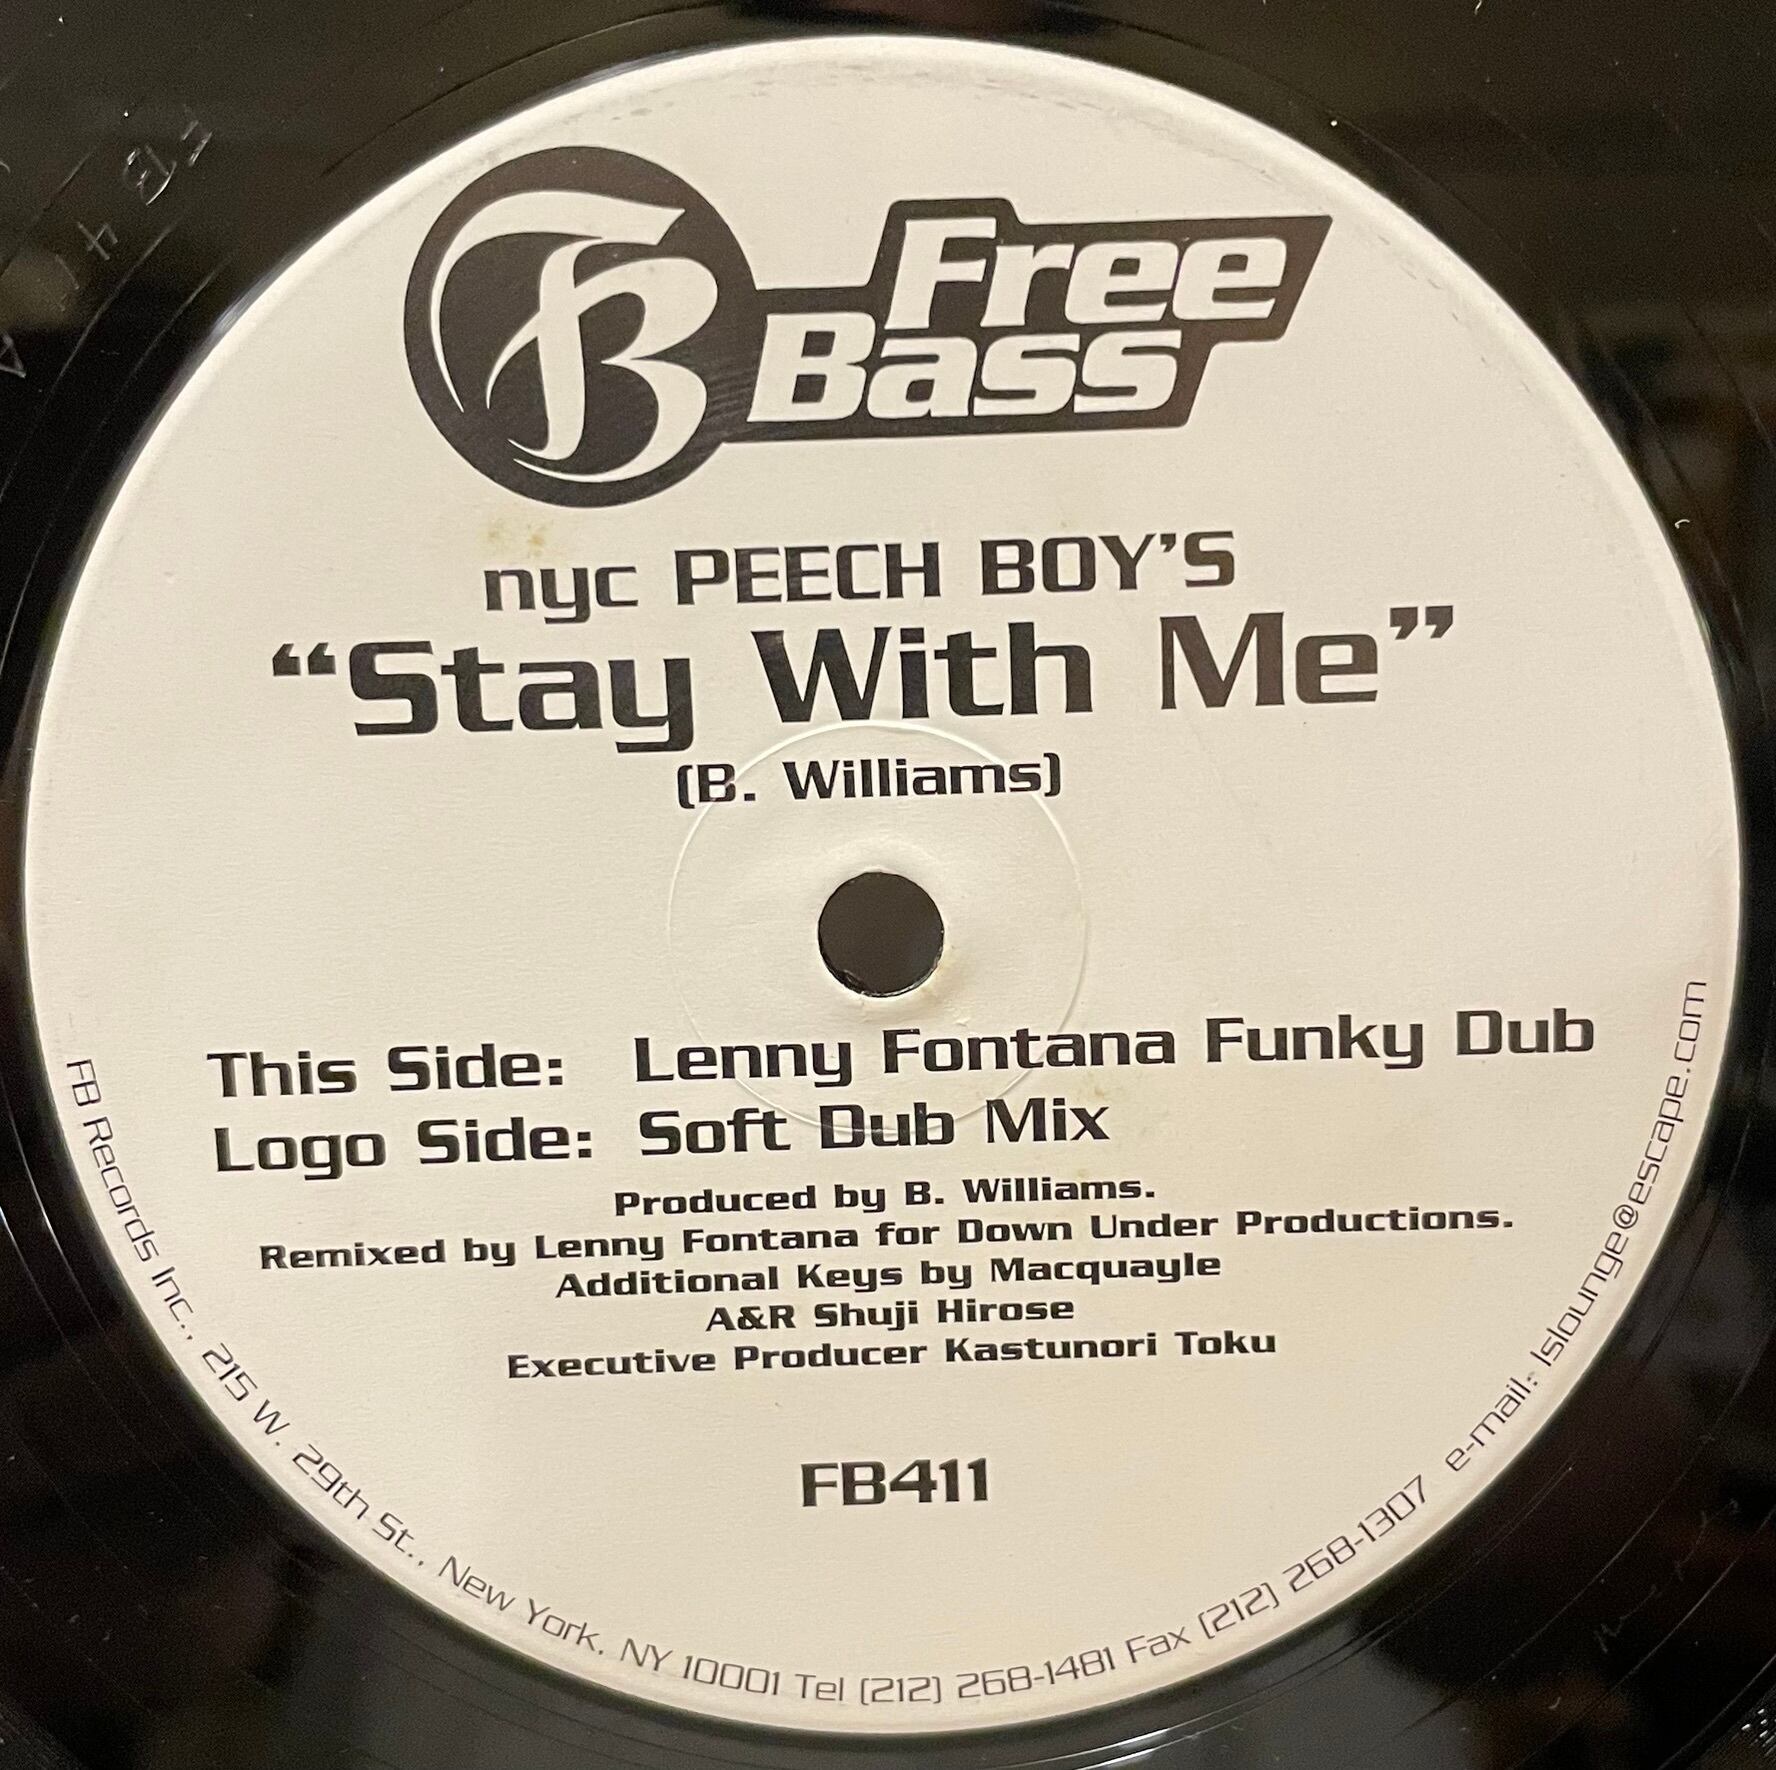 FB
Free
Bass
nyc PEECH BOY'S
“Stay With Me”
(B. Williams)
This Side: Lenny Fontana Funky Dub
Logo Side: Soft Dub Mix
Produced by B. Williams.
Remixed by Lenny Fontana for Down Under Productions.
Additional Keys by Macquayle
A&R Shuji Hirose
Executive Producer Kastunori Toku
FB411
FB Records Inc., 215 W. 29th St., New York, NY 10001 Tel (212) 268-1481 Fax (212) 268-1307 e-mail: lslounge@escape.com